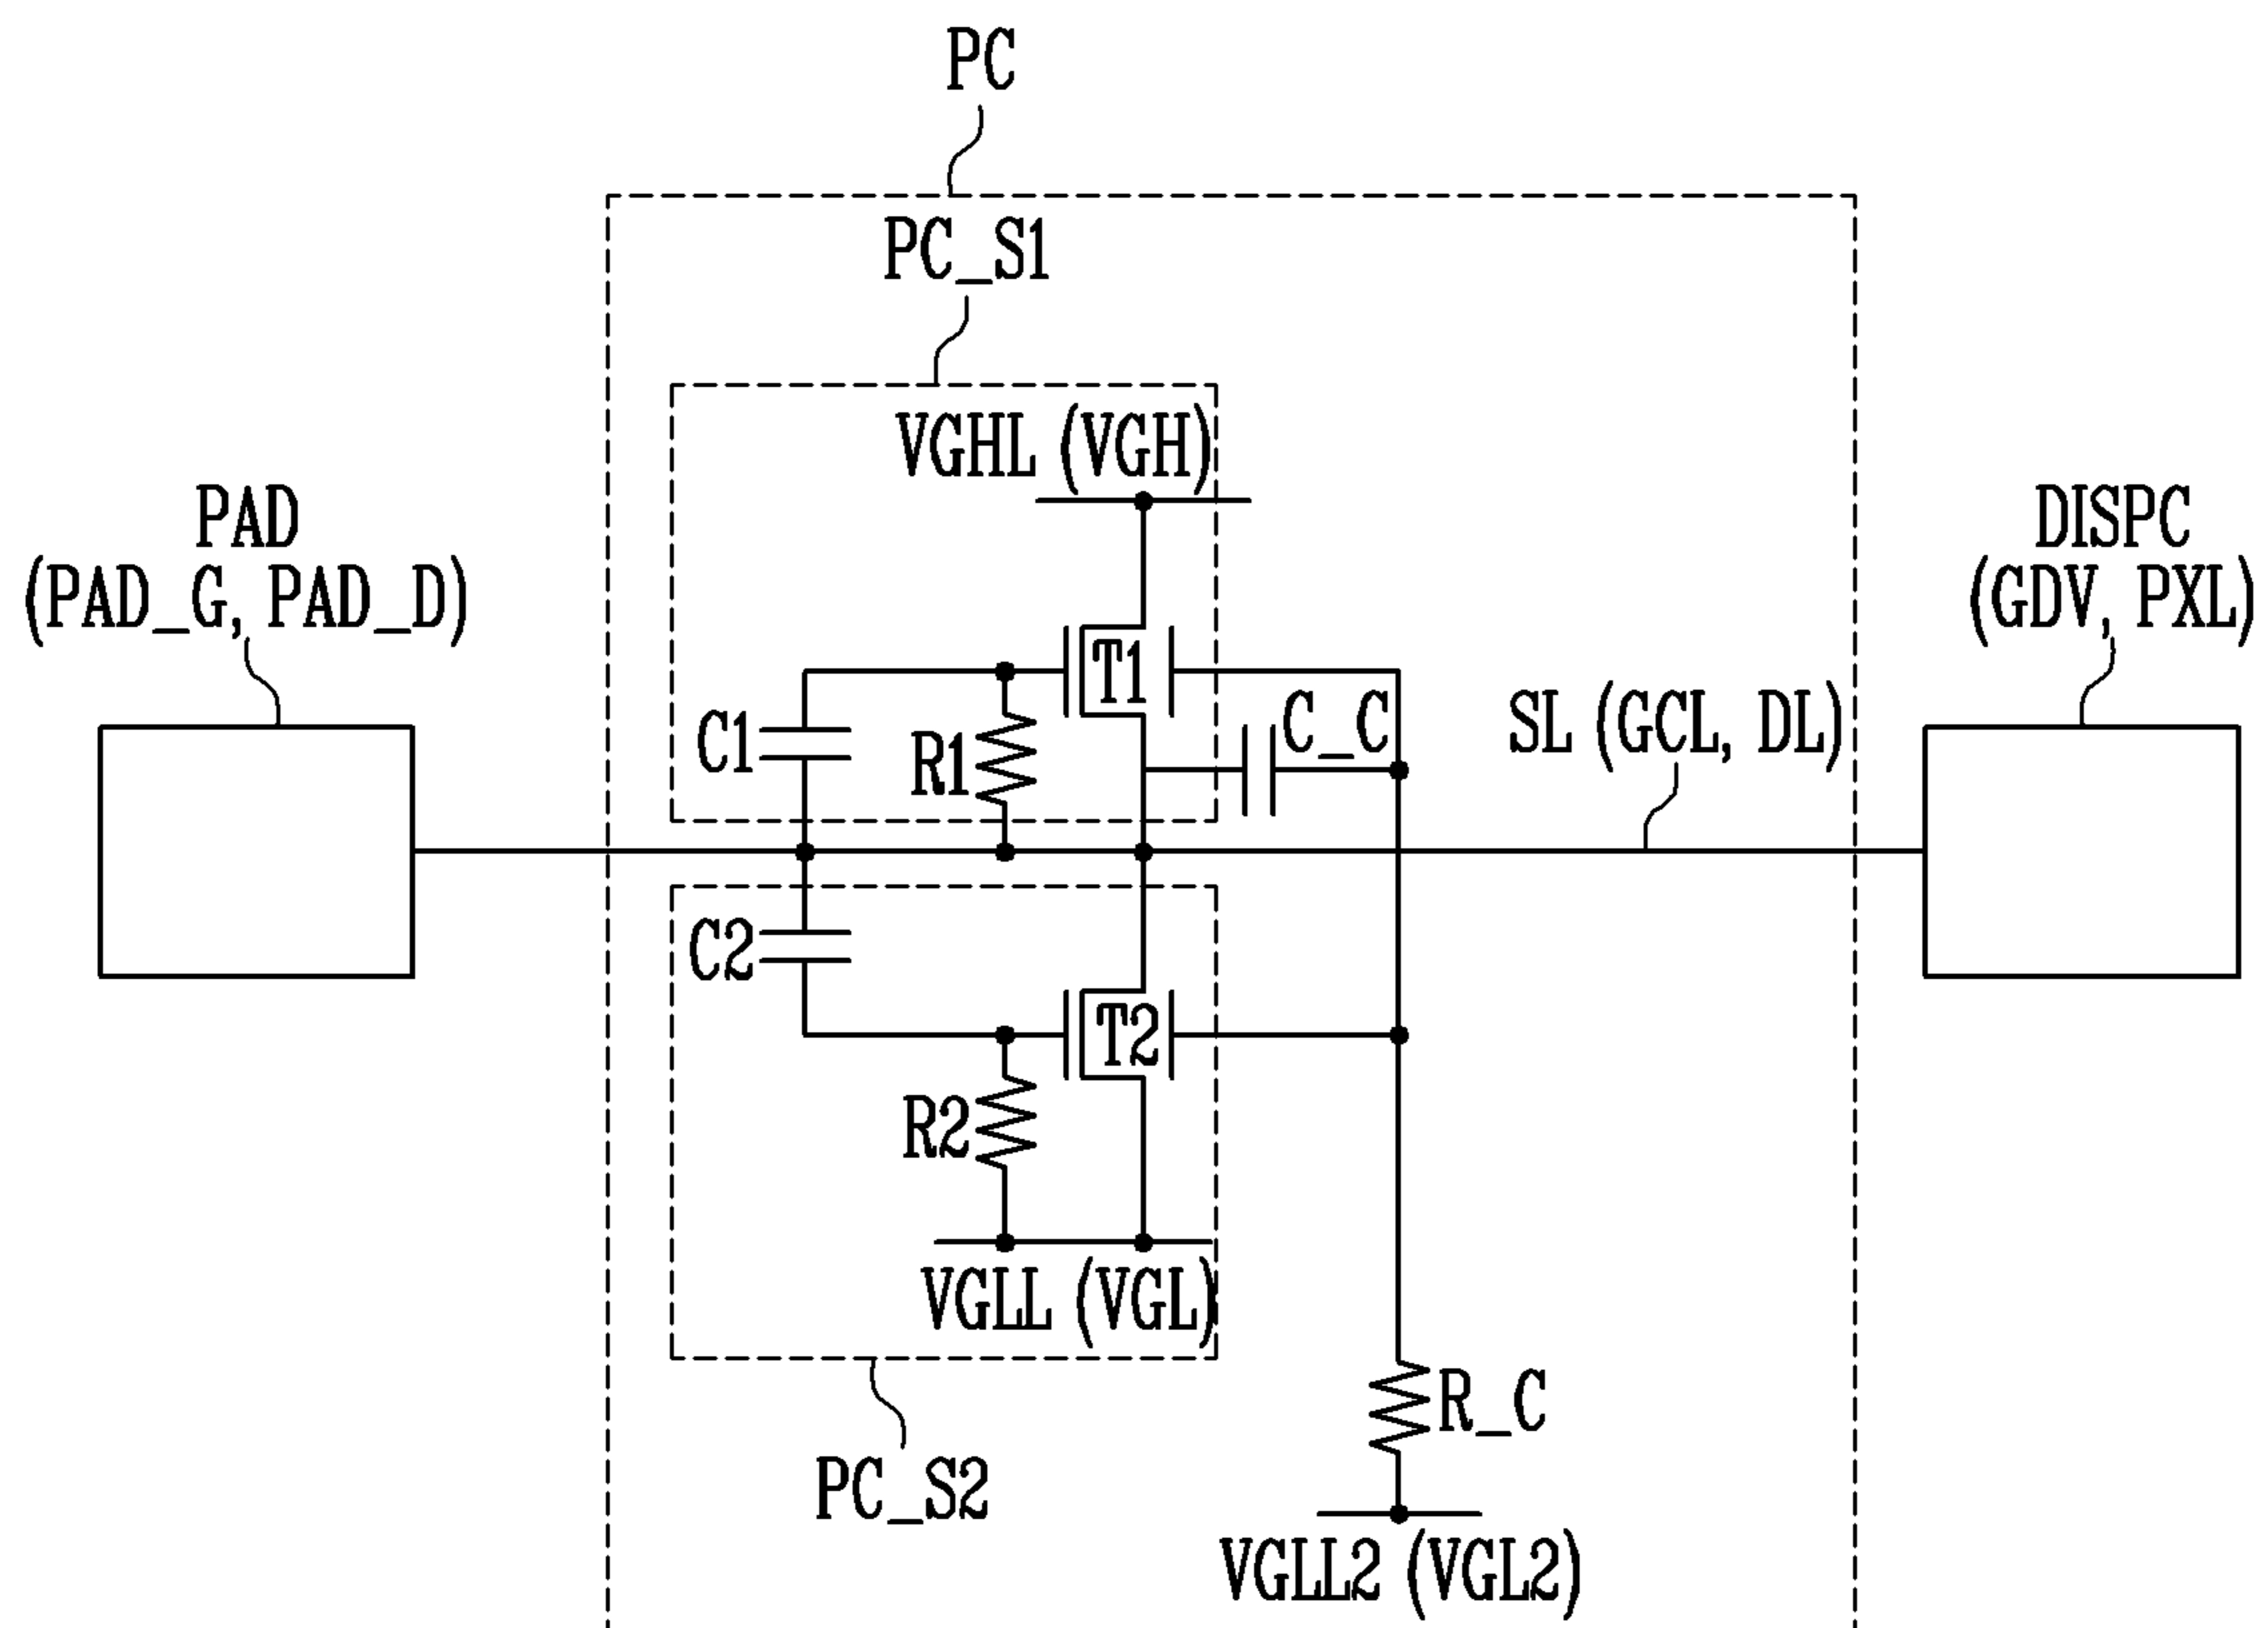 PC
PC_S1
VGHL (VGH)
PAD
(PAD_G, PAD_D)
DISPC
(GDV, PXL)
T1
C1
R1
C_C
SL (GCL, DL)
C2
T2
R2
VGLL (VGL)
R_C
PC_S2
VGLL2 (VGL2)